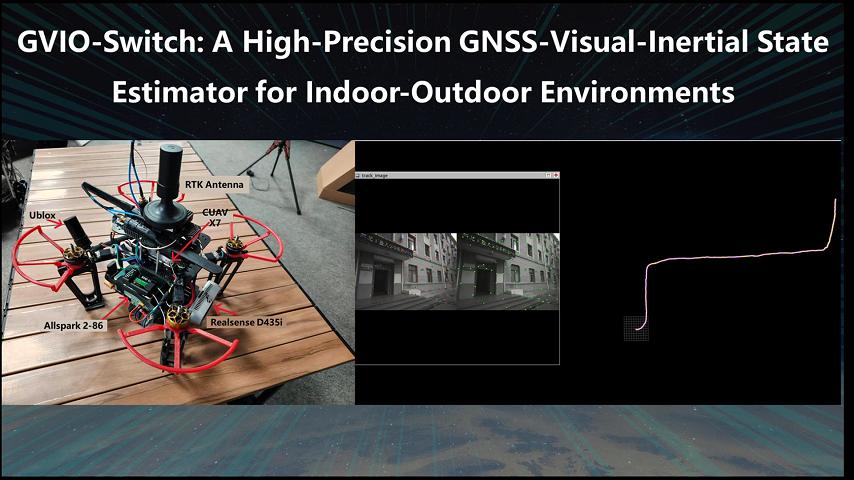 GVIO-Switch: A High-Precision GNSS-Visual-Inertial State
Estimator for Indoor-Outdoor Environments
RTK Antenna
Ublox
CUAV
X7
Allspark 2-86
Realsense D435i
track_image